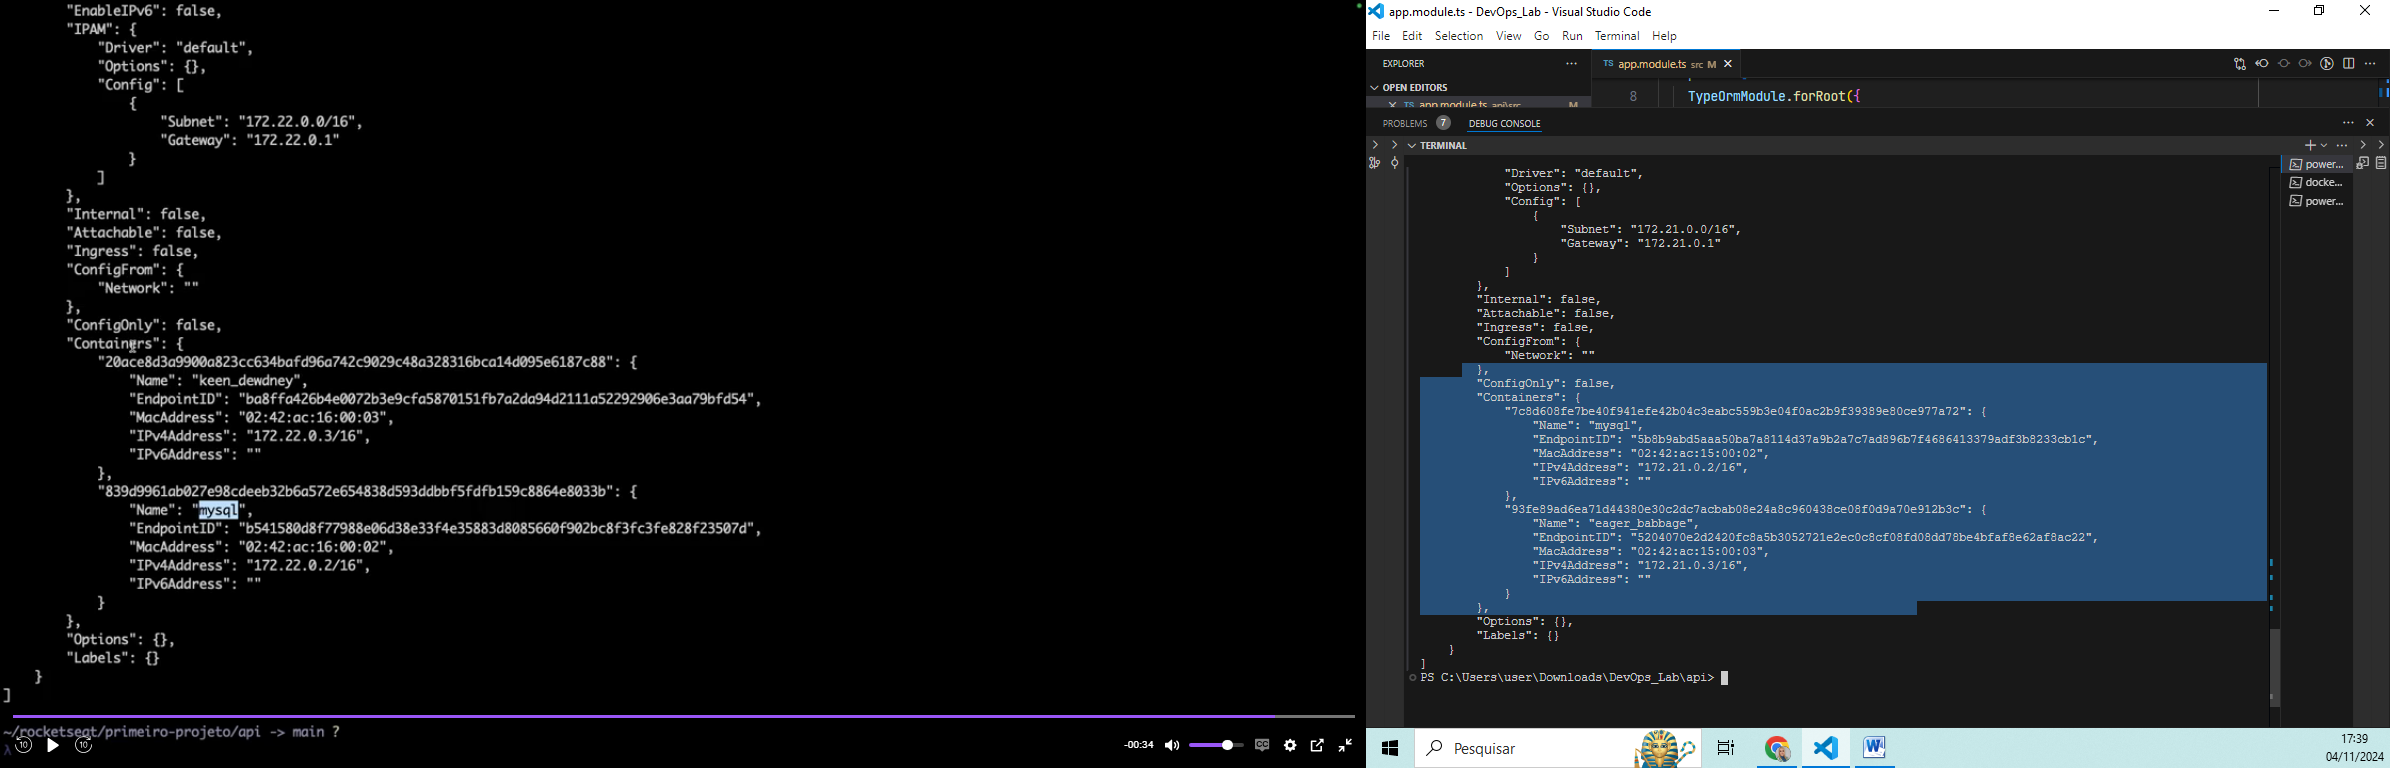 "EnableIPv6": false,
"IPAM": {
"Driver": "default",
"Options": {},
"Config": [
{
"Subnet": "172.22.0.0/16",
"Gateway": "172.22.0.1"
}
]
},
"Internal": false,
"Attachable": false,
"Ingress": false,
"ConfigFrom": {
"Network": ""
},
"ConfigOnly": false,
"Containers": {
"20ace8d3a9900a823cc634bafd96a742c9029c48a328316bca14d095e6187c88": {
"Name": "keen_dewdney",
"EndpointID": "ba8ffa426b4e0072b3e9cfa5870151fb7a2da94d2111a52292906e3aa79bfd54",
"MacAddress": "02:42:ac:16:00:03",
"IPv4Address": "172.22.0.3/16",
"IPv6Address": ""
},
"839d9961ab027e98cdeeb32b6a572e654838d593ddbbf5fdfb159c8864e8033b": {
"Name": "mysql",
"EndpointID": "b541580d8f77988e06d38e33f4e35883d8085660f902bc8f3fc3fe828f23507d",
"MacAddress": "02:42:ac:16:00:02",
"IPv4Address": "172.22.0.2/16",
"IPv6Address": ""
}
},
"Options": {},
"Labels": {}
}
]
~/rocketseat/primeiro-projeto/api -> main ?
λ
10 10 -00:34 CC
app.module.ts - DevOps_Lab - Visual Studio Code
File Edit Selection View Go Run Terminal Help
EXPLORER ···
TS app.module.ts src M
OPEN EDITORS
TS app.module.ts api\src M
8 TypeOrmModule.forRoot({
PROBLEMS 7 DEBUG CONSOLE
TERMINAL
power...
docke...
power...
"Driver": "default",
"Options": {},
"Config": [
{
"Subnet": "172.21.0.0/16",
"Gateway": "172.21.0.1"
}
]
},
"Internal": false,
"Attachable": false,
"Ingress": false,
"ConfigFrom": {
"Network": ""
},
"ConfigOnly": false,
"Containers": {
"7c8d608fe7be40f941efe42b04c3eabc559b3e04f0ac2b9f39389e80ce977a72": {
"Name": "mysql",
"EndpointID": "5b8b9abd5aaa50ba7a8114d37a9b2a7c7ad896b7f4686413379adf3b8233cb1c",
"MacAddress": "02:42:ac:15:00:02",
"IPv4Address": "172.21.0.2/16",
"IPv6Address": ""
},
"93fe89ad6ea71d44380e30c2dc7acbab08e24a8c960438ce08f0d9a70e912b3c": {
"Name": "eager_babbage",
"EndpointID": "5204070e2d2420fc8a5b3052721e2ec0c8cf08fd08dd78be4bfaf8e62af8ac22",
"MacAddress": "02:42:ac:15:00:03",
"IPv4Address": "172.21.0.3/16",
"IPv6Address": ""
}
},
"Options": {},
"Labels": {}
}
]
PS C:\Users\user\Downloads\DevOps_Lab\api>
Pesquisar
17:39
04/11/2024